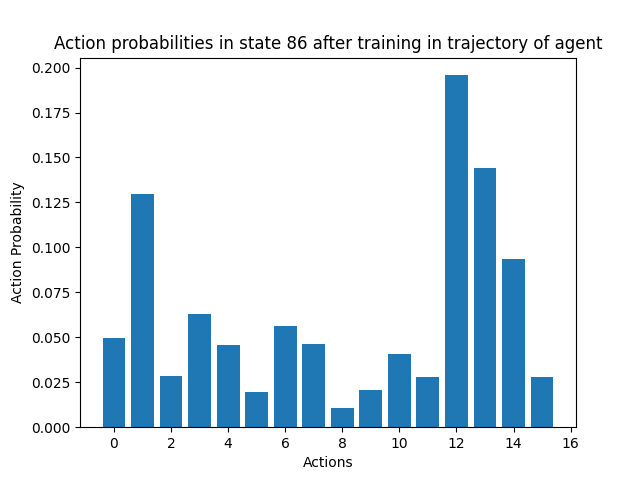 Action probabilities in state 86 after training in trajectory of agent
0.200
0.175
0.150
0.125
0.100
0.075
0.050
0.025
0.000
Action Probability
0 2 4 6 8 10 12 14 16
Actions